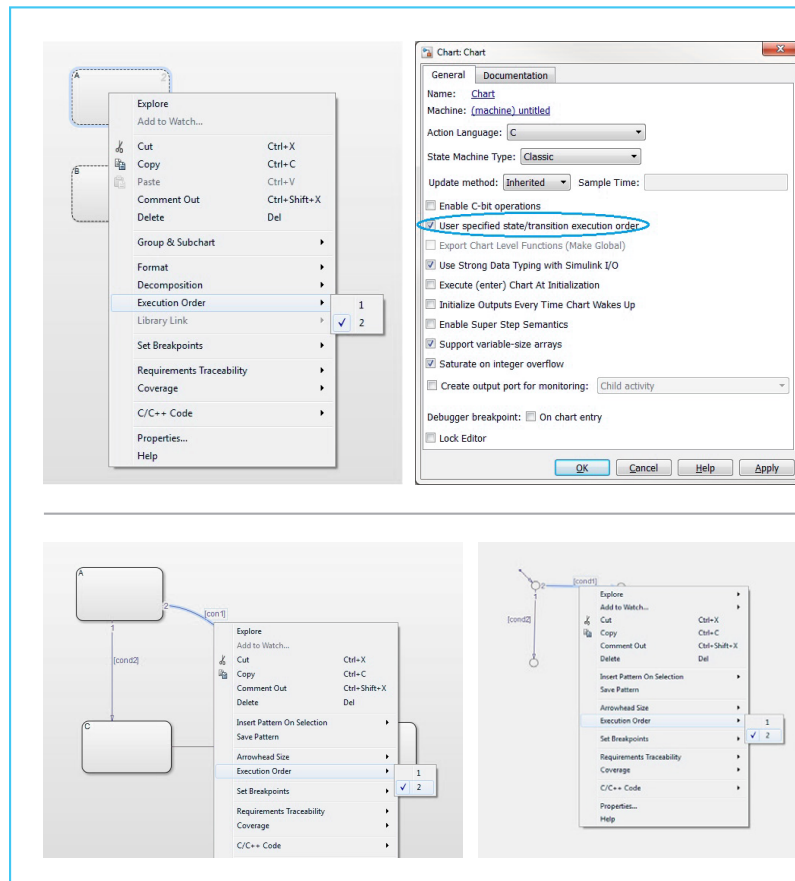 A 2
B
Explore
Add to Watch...
Cut Ctrl+X
Copy Ctrl+C
Paste Ctrl+V
Comment Out Ctrl+Shift+X
Delete Del
Group & Subchart
Format
Decomposition
Execution Order
Library Link
Set Breakpoints
Requirements Traceability
Coverage
C/C++ Code
Properties...
Help
1
2
Chart: Chart
General Documentation
Name: Chart
Machine: (machine) untitled
Action Language: C
State Machine Type: Classic
Update method: Inherited Sample Time:
Enable C-bit operations
User specified state/transition execution order
Export Chart Level Functions (Make Global)
Use Strong Data Typing with Simulink I/O
Execute (enter) Chart At Initialization
Initialize Outputs Every Time Chart Wakes Up
Enable Super Step Semantics
Support variable-size arrays
Saturate on integer overflow
Create output port for monitoring: Child activity
Debugger breakpoint: On chart entry
Lock Editor
OK Cancel Help Apply
A
2
[con1]
1
[cond2]
C
Explore
Add to Watch...
Cut Ctrl+X
Copy Ctrl+C
Comment Out Ctrl+Shift+X
Delete Del
Insert Pattern On Selection
Save Pattern
Arrowhead Size
Execution Order
Set Breakpoints
Requirements Traceability
Coverage
C/C++ Code
1
2
2 [cond1]
1
[cond2]
Explore
Add to Watch...
Cut Ctrl+X
Copy Ctrl+C
Comment Out Ctrl+Shift+X
Delete Del
Insert Pattern On Selection
Save Pattern
Arrowhead Size
Execution Order
Set Breakpoints
Requirements Traceability
Coverage
C/C++ Code
Properties...
Help
1
2